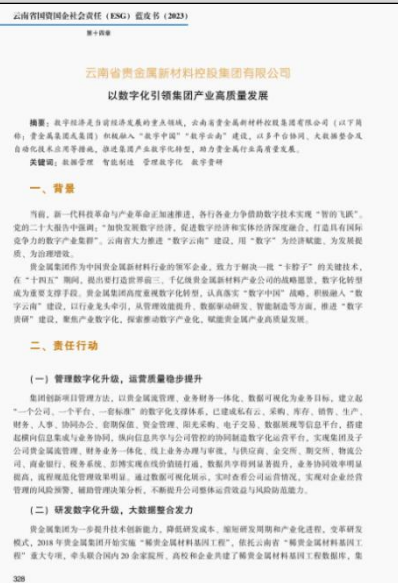 云南省国资国企社会责任（ESG）蓝皮书（2023）
第十四章
云南省贵金属新材料控股集团有限公司
以数字化引领集团产业高质量发展
摘要：数字经济是当前经济发展的重点领域，云南省贵金属新材料控股集团有限公司（以下简
称：贵金属集团或集团）积极融入“数字中国”“数字云南”建设，以多平台协同、大数据整合及
自动化技术应用等措施，推进集团产业数字化转型，助力贵金属行业高质量发展。
关键词：数据管理 智能制造 管理数字化 数字贵研
一、背景
当前，新一代科技革命与产业革命正加速推进，各行各业力争借助数字技术实现“智的飞跃”。
党的二十大报告中强调：“加快发展数字经济，促进数字经济和实体经济深度融合，打造具有国际
竞争力的数字产业集群”。云南省大力推进“数字云南”建设，用“数字”为经济赋能、为发展提
质、为治理增效。
贵金属集团作为中国贵金属新材料行业的领军企业，致力于解决一批“卡脖子”的关键技术，
在“十四五”期间，提出要打造世界前三、千亿级贵金属新材料产业公司的战略愿景，数字化转型
成为重要支撑手段。贵金属集团高度重视数字化转型，认真落实“数字中国”战略，积极融入“数
字云南”建设，以行业龙头牵引，从管理效能提升、数据驱动研发、智能制造等方面，推进“数字
贵研”建设，聚焦产业数字化，探索推动数字产业化，赋能贵金属产业高质量发展。
二、责任行动
（一）管理数字化升级，运营质量稳步提升
集团创新项目管理方法，以贵金属流管理、业务财务一体化、数据可视化为业务目标，建立起
“一个公司、一个平台、一套标准”的数字化支撑体系，已建成私有云、采购、库存、销售、生产、
财务、人事、协同办公、套期保值、资金管理、阳光采购、电子交易、数据展现等信息平台，搭建
起横向信息集成与业务协同，纵向信息共享与公司管控的协同制造数字化运营平台，实现集团及子
公司贵金属流管理、业务财务一体化、线上业务办理与审批，与供应商、金交所、期交所、物流公
司、商业银行、税务系统、彭博实现在线价值链打通，数据共享得到显著提升，业务协同效率明显
提高，流程规范化管理效果明显。通过数据可视化展示，实时查看公司运营情况，实现对企业经营
管理的风险预警，辅助管理决策分析，不断提升公司整体运营效益与风险防范能力。
（二）研发数字化升级，大数据整合发力
贵金属集团为一步提升技术创新能力，降低研发成本、缩短研发周期和产业化进程，变革研发
模式，2018 年贵金属集团开始实施“稀贵金属材料基因工程”，依托云南省“稀贵金属材料基因工
程”重大专项，牵头联合国内 20 余家院所、高校和企业共建了稀贵金属材料基因工程数据库，集
328